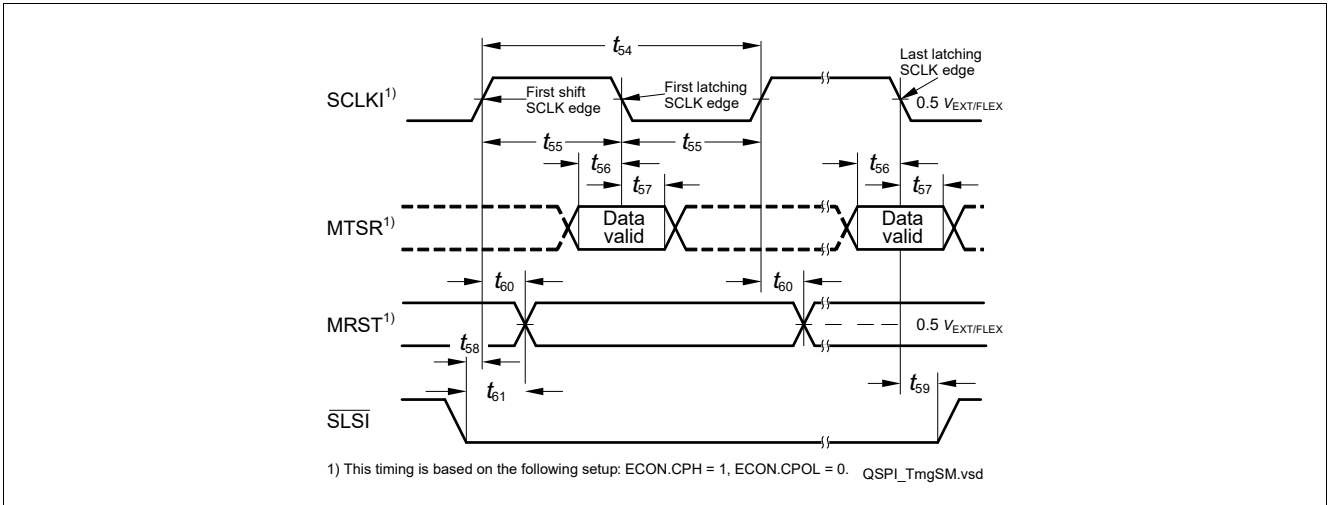 t54
Last latching
SCLK edge
SCLKI1)
First shift
SCLK edge
First latching
SCLK edge
0.5 VEXT/FLEX
t55
t55
t56
t56
t57
t57
MTSR1)
Data
valid
Data
valid
t60
t60
MRST1)
0.5 VEXT/FLEX
t58
t59
t61
SLSI
1) This timing is based on the following setup: ECON.CPH = 1, ECON.CPOL = 0.
QSPI_TmgSM.vsd